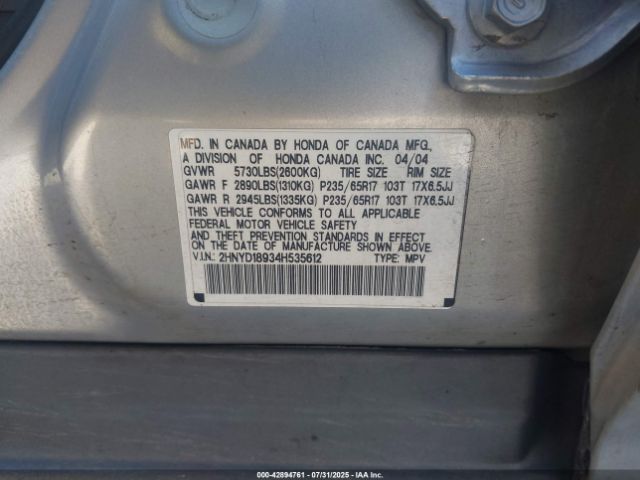 MFD. IN CANADA BY HONDA OF CANADA MFG.,
A DIVISION OF HONDA CANADA INC. 04/04
GVWR 5730LBS(2600KG) TIRE SIZE RIM SIZE
GAWR F 2890LBS(1310KG) P235/65R17 103T 17X6.5JJ
GAWR R 2945LBS(1335KG) P235/65R17 103T 17X6.5JJ
THIS VEHICLE CONFORMS TO ALL APPLICABLE
FEDERAL MOTOR VEHICLE SAFETY
AND THEFT PREVENTION STANDARDS IN
EFFECT ON THE DATE OF MANUFACTURE SHOWN ABOVE.
V.I.N.: 2HNYD18934H535612 TYPE: MPV
000-42894761 - 07/31/2025 - IAA Inc.